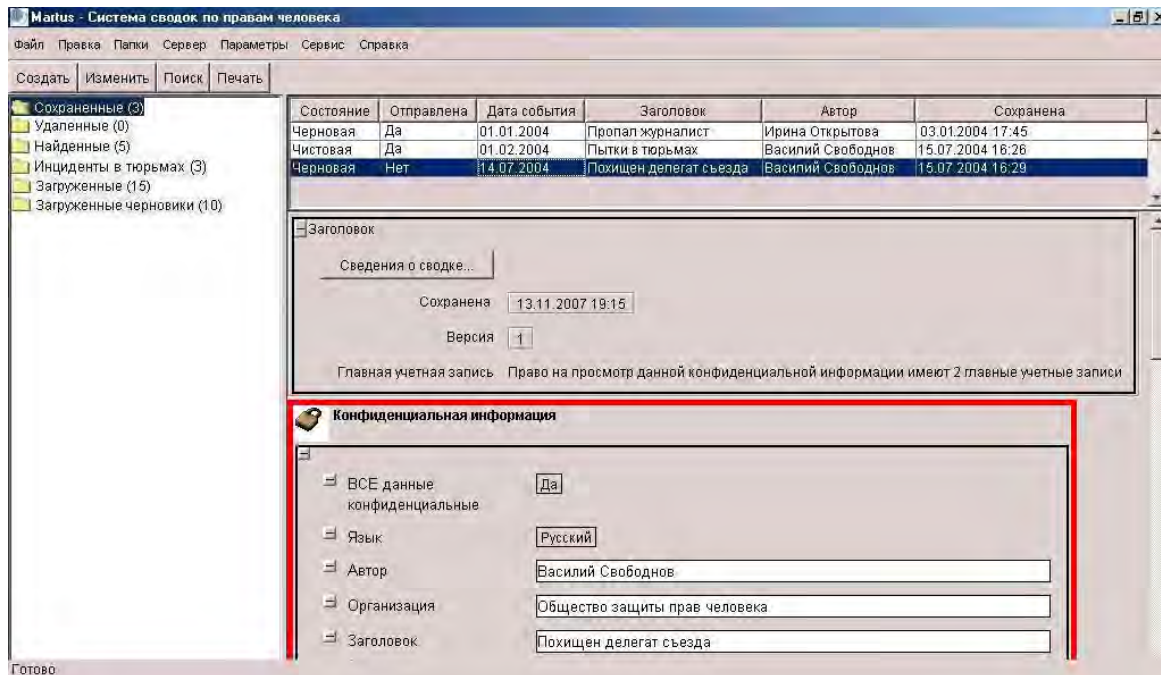 Martus - Система сводок по правам человека
Файл Правка Папки Сервер Параметры Сервис Справка
Создать Изменить Поиск Печать
Сохраненные (3)
Удаленные (0)
Найденные (5)
Инциденты в тюрьмах (3)
Загруженные (15)
Загруженные черновики (10)
Состояние Отправлена Дата события Заголовок Автор Сохранена
Черновая Да 01.01.2004 Пропал журналист Ирина Открытова 03.01.2004 17:45
Чистовая Да 01.02.2004 Пытки в тюрьмах Василий Свободнов 15.07.2004 16:26
Черновая Нет 14.07.2004 Похищен делегат съезда Василий Свободнов 15.07.2004 16:29
Заголовок
Сведения о сводке...
Сохранена 13.11.2007 19:15
Версия 1
Главная учетная запись Право на просмотр данной конфиденциальной информации имеют 2 главные учетные записи
Конфиденциальная информация
ВСЕ данные Да
конфиденциальные
Язык Русский
Автор Василий Свободнов
Организация Общество защиты прав человека
Заголовок Похищен делегат съезда
Готово